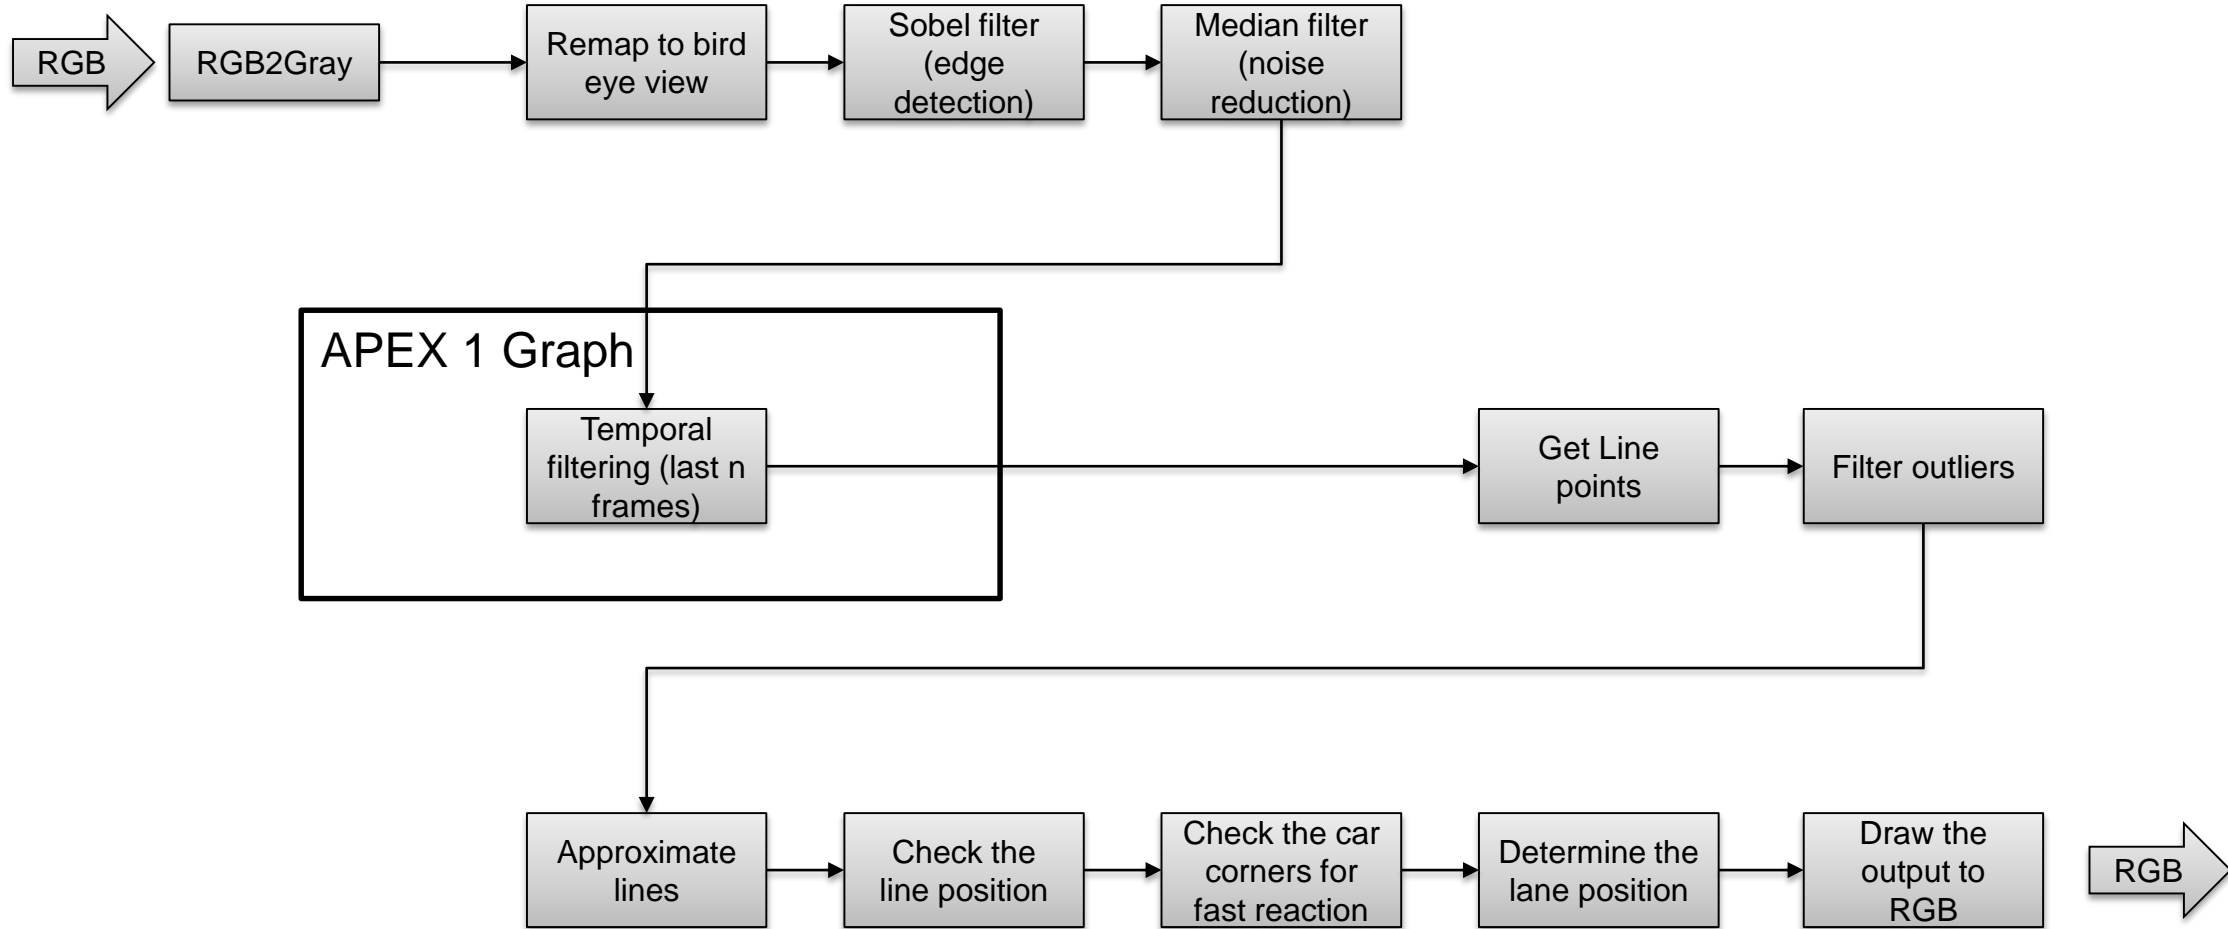 RGB
RGB2Gray
Remap to bird
eye view
Sobel filter
(edge
detection)
Median filter
(noise
reduction)
APEX 1 Graph
Temporal
filtering (last n
frames)
Get Line
points
Filter outliers
Approximate
lines
Check the
line position
Check the car
corners for
fast reaction
Determine the
lane position
Draw the
output to
RGB
RGB